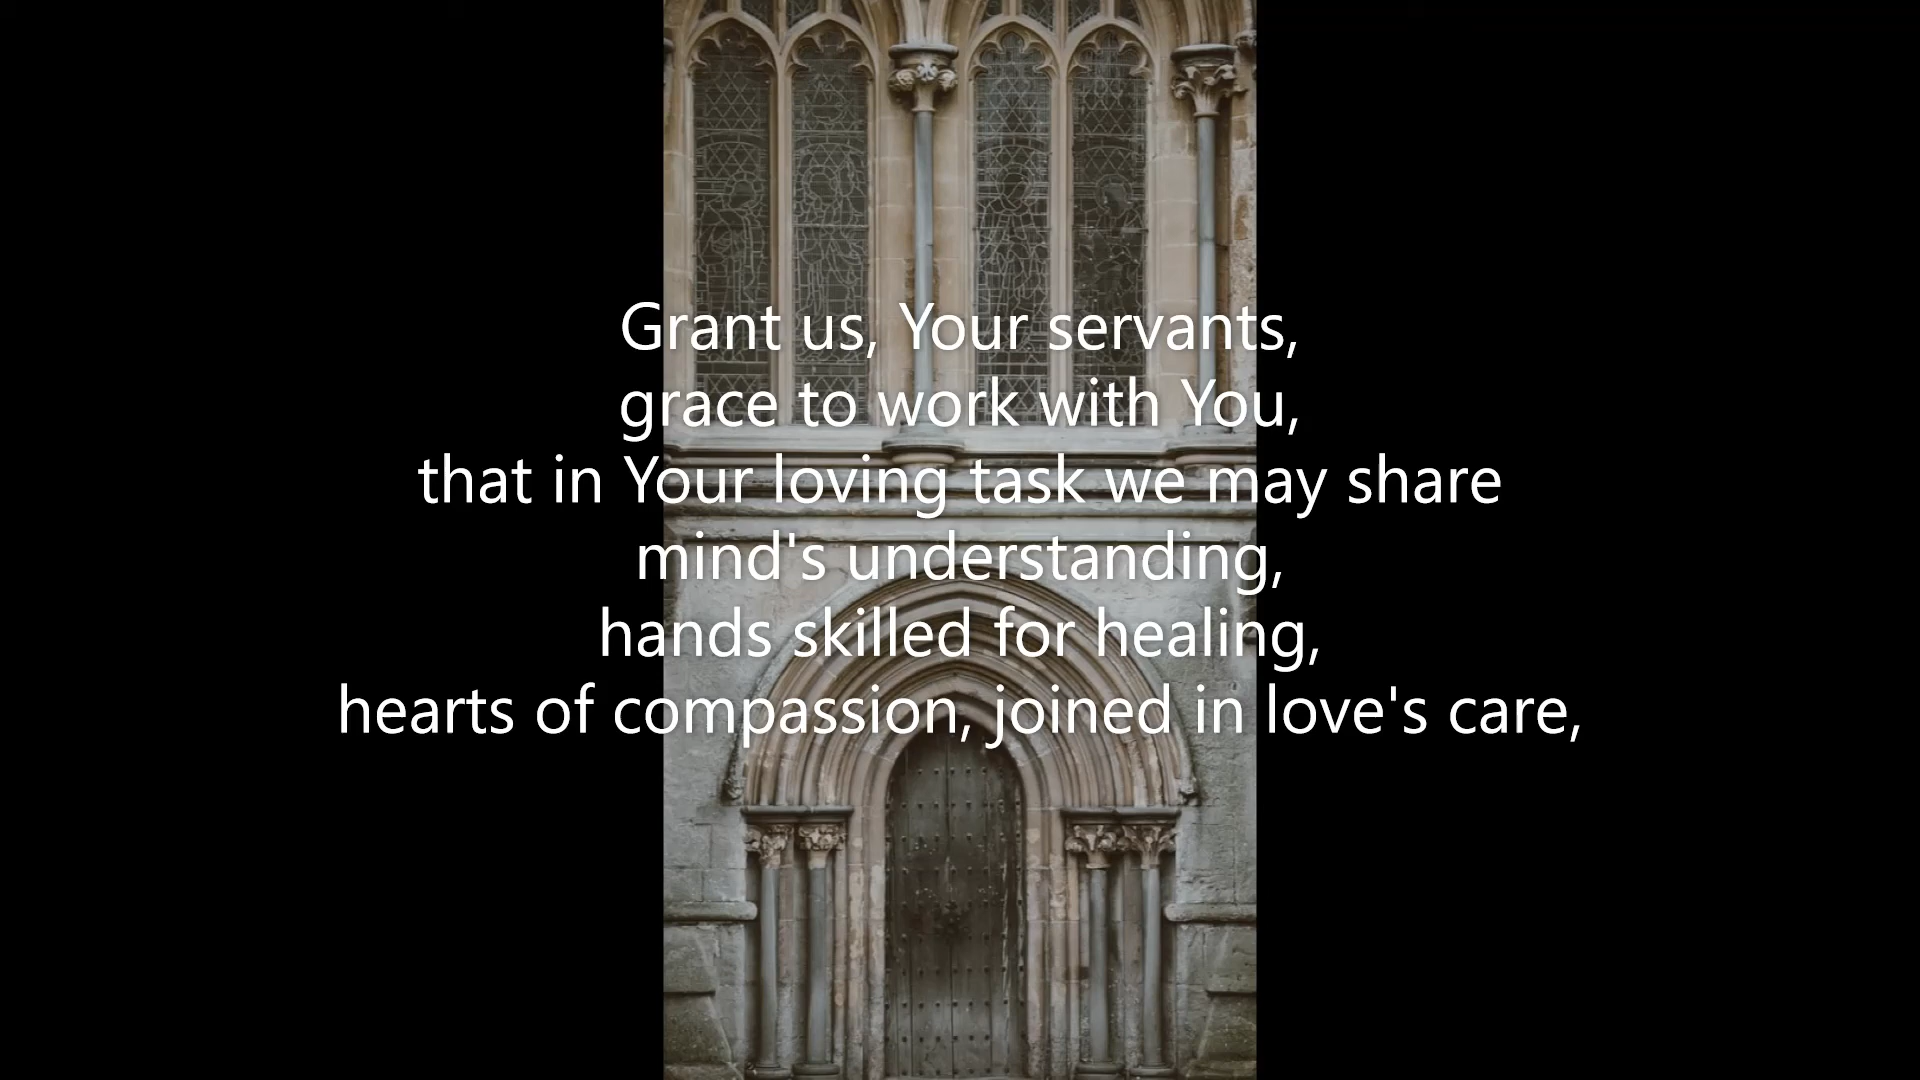 Grant us, Your servants,
grace to work with You,
that in Your loving task we may share
mind's understanding,
hands skilled for healing,
hearts of compassion, joined in love's care,